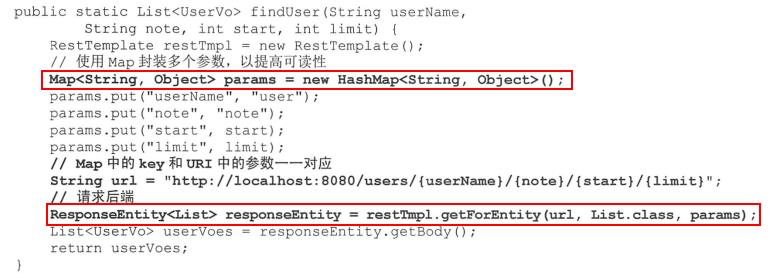 public static List<UserVo> findUser(String userName,
String note, int start, int limit) {
RestTemplate restTmpl = new RestTemplate();
// 使用 Map 封装多个参数，以提高可读性
Map<String, Object> params = new HashMap<String, Object>();
params.put("userName", "user");
params.put("note", "note");
params.put("start", start);
params.put("limit", limit);
// Map 中的 key 和 URI 中的参数一一对应
String url = "http://localhost:8080/users/{userName}/{note}/{start}/{limit}";
// 请求后端
ResponseEntity<List> responseEntity = restTmpl.getForEntity(url, List.class, params);
List<UserVo> userVoes = responseEntity.getBody();
return userVoes;
}